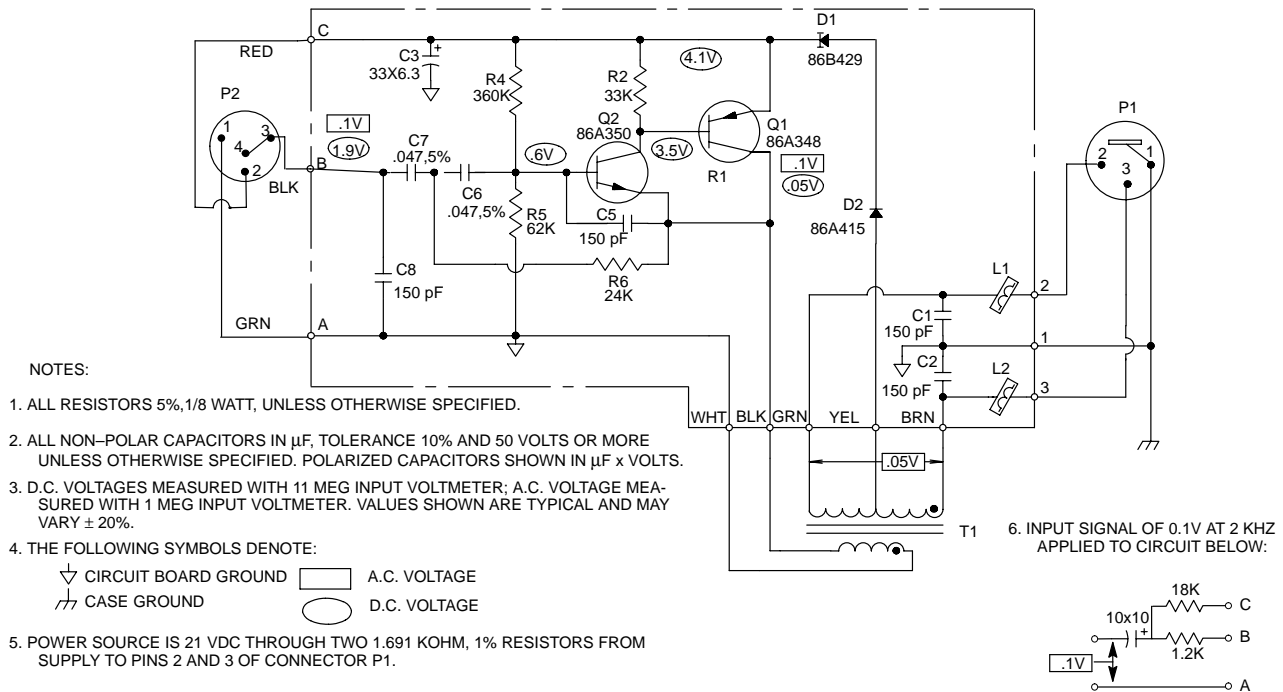 D1
C
RED
C3
+
33X6.3
4.1V
86B429
R4
360K
R2
33K
P2
P1
1
3
4
2
.1V
1.9V
C7
.047,5%
Q2
86A350
.6V
3.5V
Q1
86A348
R1
.1V
.05V
2
1
3
B
BLK
C6
.047,5%
R5
62K
C5
150 pF
D2
86A415
C8
150 pF
R6
24K
L1
2
C1
150 pF
GRN
A
1
C2
150 pF
L2
3
WHT
BLK
GRN
YEL
BRN
.05V
T1
NOTES:
1. ALL RESISTORS 5%,1/8 WATT, UNLESS OTHERWISE SPECIFIED.
2. ALL NON–POLAR CAPACITORS IN µF, TOLERANCE 10% AND 50 VOLTS OR MORE
UNLESS OTHERWISE SPECIFIED. POLARIZED CAPACITORS SHOWN IN µF x VOLTS.
3. D.C. VOLTAGES MEASURED WITH 11 MEG INPUT VOLTMETER; A.C. VOLTAGE MEA-
SURED WITH 1 MEG INPUT VOLTMETER. VALUES SHOWN ARE TYPICAL AND MAY
VARY ± 20%.
4. THE FOLLOWING SYMBOLS DENOTE:
CIRCUIT BOARD GROUND
A.C. VOLTAGE
CASE GROUND
D.C. VOLTAGE
5. POWER SOURCE IS 21 VDC THROUGH TWO 1.691 KOHM, 1% RESISTORS FROM
SUPPLY TO PINS 2 AND 3 OF CONNECTOR P1.
6. INPUT SIGNAL OF 0.1V AT 2 KHZ
APPLIED TO CIRCUIT BELOW:
18K
C
10x10
+
B
1.2K
.1V
A